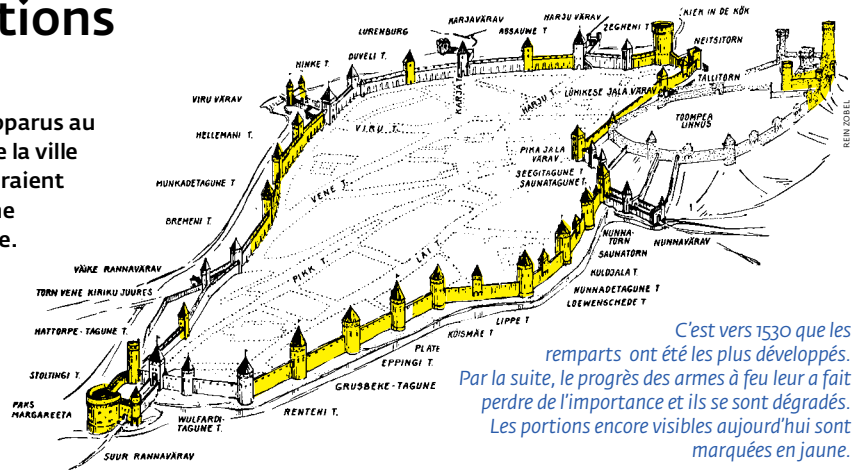 tions
pparus au
e la ville
raient
ne
e.
LURENBURG
HARJAVÄRAV
ASSAUWE T
HARJU VÄRAV
ZEGHENI T
KIEK IN DE KÖK
NEITSITORN
TALLITORN
HINKE T.
DUVELI T.
KARJA T
HARJU T.
LÜHIKESE JALA VÄRAV
TOOMPEA
LINNUS
REIN ZOBEL
VIRU VÄRAV
HELLEMANI T.
VIRU T.
PIKA JALA
VÄRAV
SEEGITAGUNE T
SAUNATAGUNE T.
MUNKADETAGUNE T
VENE T.
BREMENI T.
NUNNA-
TORN
NUNNAVÄRAV
SAUNATORN
LAI T.
PIKK T.
KULDJALA T
NUNNADETAGUNE T
LOEWENSCHEDE T
VÄIKE RANNAVÄRAV
TORN VENE KIRIKU JUURES
LIPPE T
KÖISMÄE T
HATTORPE-TAGUNE T.
PLATE
EPPINGI T.
GRUSBEKE-TAGUNE
STOLTINGI T.
RENTENI T.
PAKS
MARGAREETA
WULFARDI-
TAGUNE T.
SUUR RANNAVÄRAV
C'est vers 1530 que les
remparts ont été les plus développés.
Par la suite, le progrès des armes à feu leur a fait
perdre de l'importance et ils se sont dégradés.
Les portions encore visibles aujourd'hui sont
marquées en jaune.